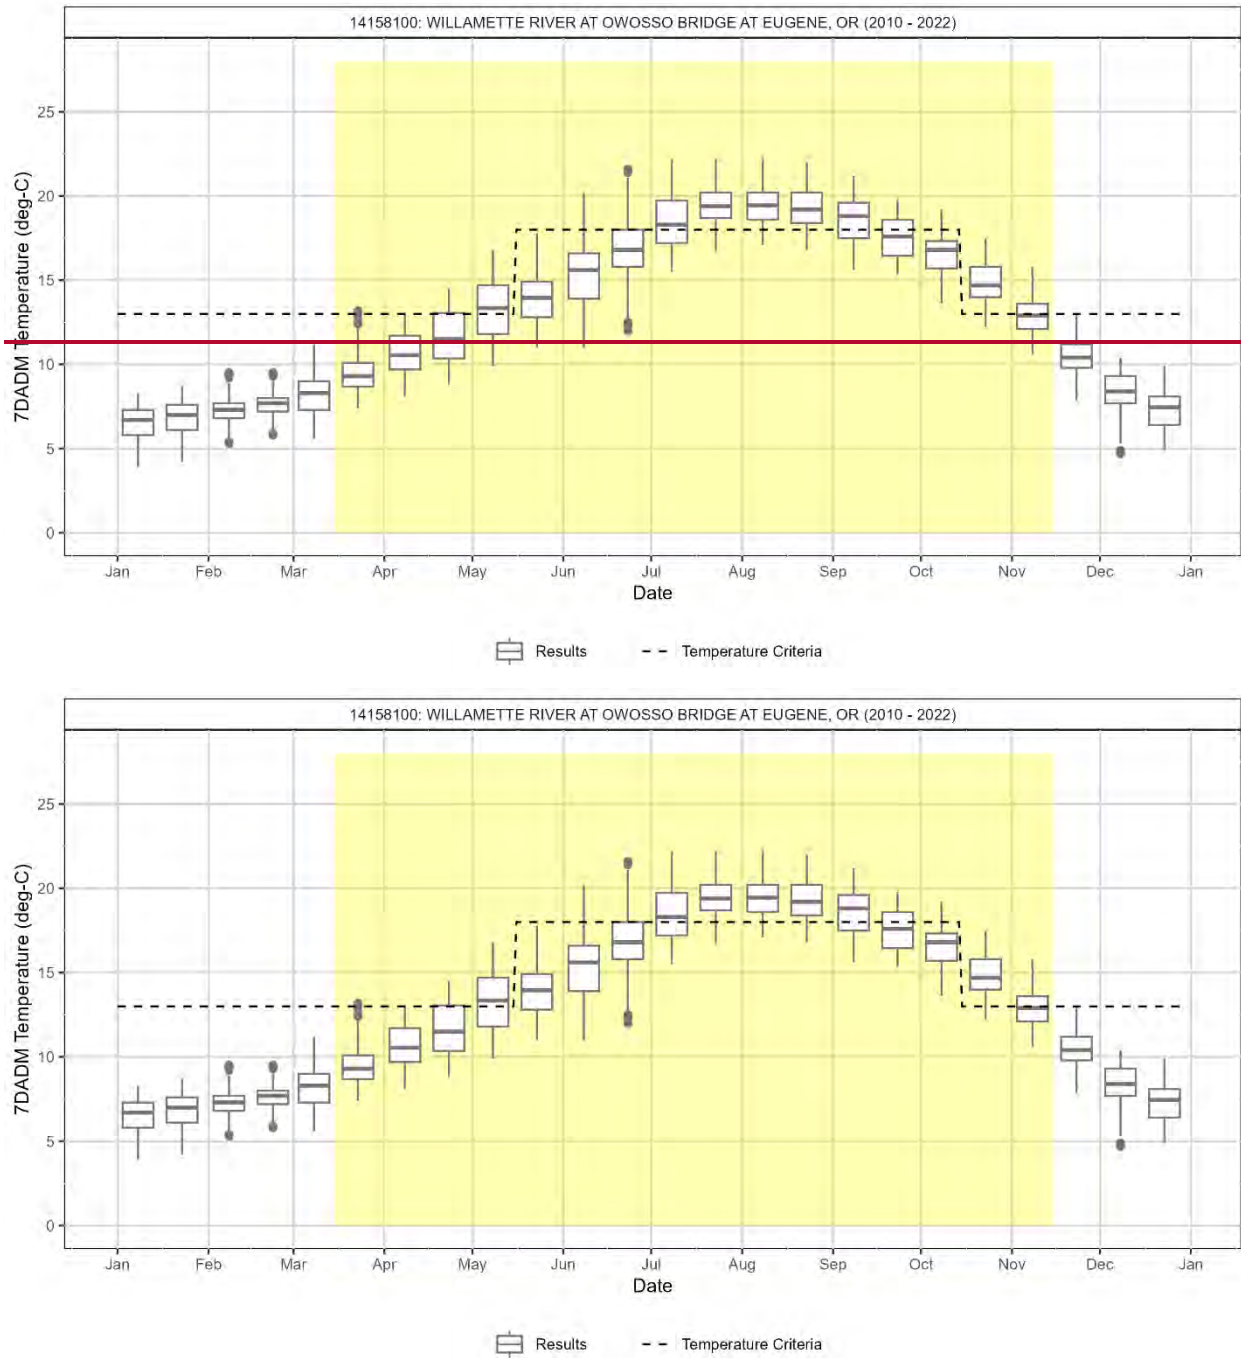 14158100: WILLAMETTE RIVER AT OWOSSO BRIDGE AT EUGENE, OR (2010 - 2022)
7DADM Temperature (deg-C)
25
20
15
10
5
0
Jan Feb Mar Apr May Jun Jul Aug Sep Oct Nov Dec Jan
Date
Results Temperature Criteria
14158100: WILLAMETTE RIVER AT OWOSSO BRIDGE AT EUGENE, OR (2010 - 2022)
7DADM Temperature (deg-C)
25
20
15
10
5
0
Jan Feb Mar Apr May Jun Jul Aug Sep Oct Nov Dec Jan
Date
Results Temperature Criteria